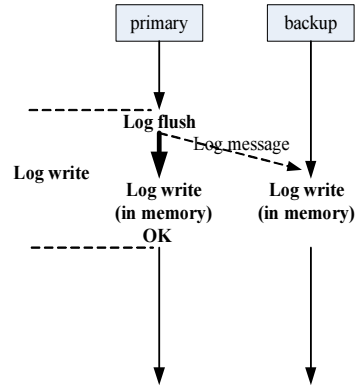 primary
backup
Log flush
Log message
Log write
Log write
(in memory)
OK
Log write
(in memory)